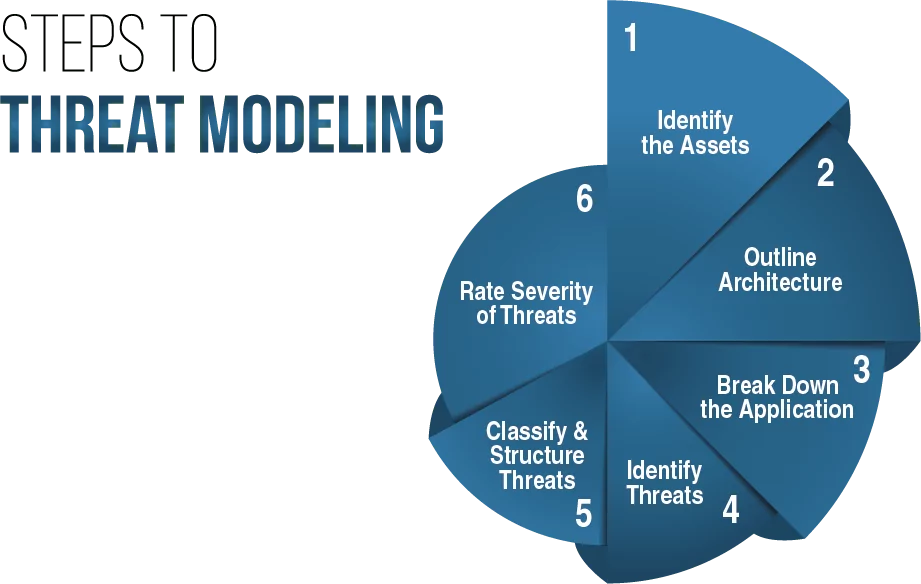 STEPS TO
THREAT MODELING
1
Identify
the Assets
2
Outline
Architecture
3
Break Down
the Application
4
Identify
Threats
5
Classify &
Structure
Threats
6
Rate Severity
of Threats